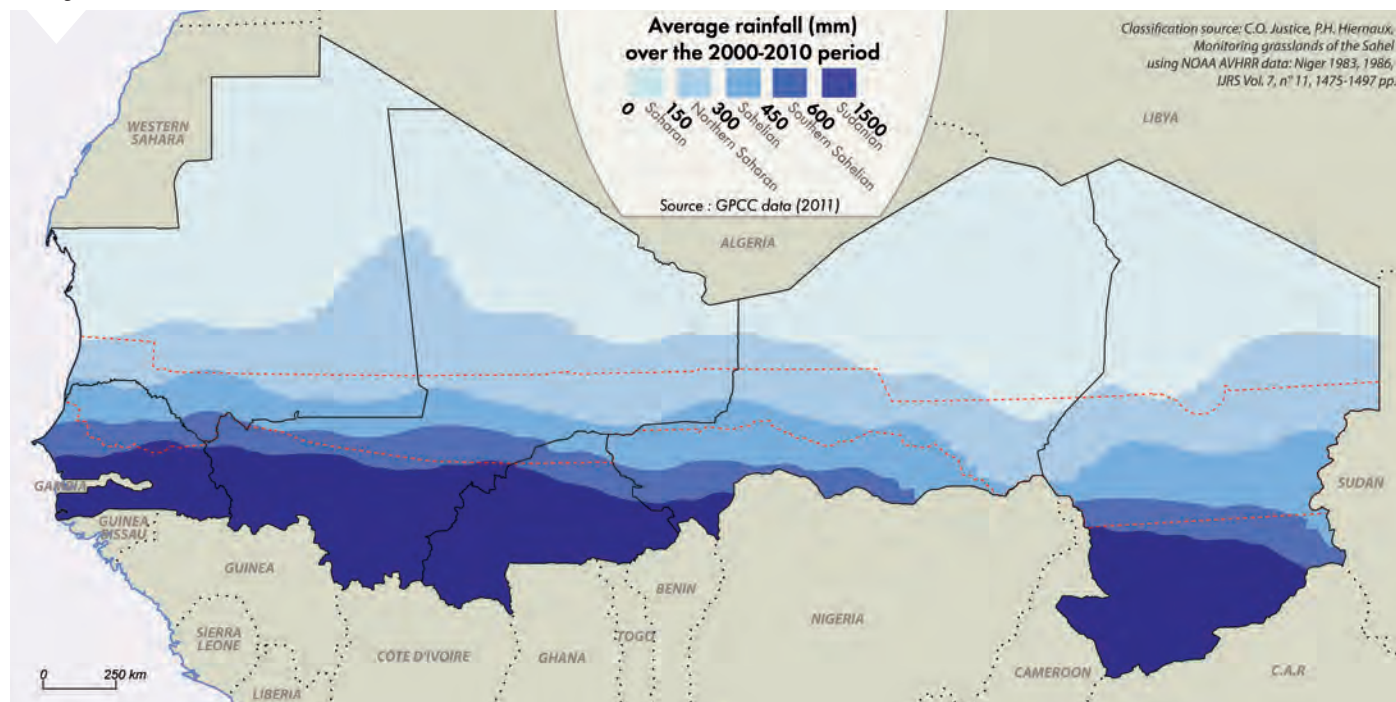 Average rainfall (mm)
over the 2000-2010 period
0 150 300 450 600 1500
Saharan
Northern Saharan
Sahelian
Southern Sahelian
Sudanian
Source : GPCC data (2011)
Classification source: C.O. Justice, P.H. Hiernaux,
Monitoring grasslands of the Sahel
using NOAA AVHRR data: Niger 1983, 1986,
IJRS Vol. 7, n° 11, 1475-1497 pp.
WESTERN
SAHARA
LIBYA
ALGERIA
GAMBIA
SUDAN
GUINEA
BISSAU
GUINEA
BENIN
NIGERIA
SIERRA
LEONE
TOGO
CÔTE D'IVOIRE
GHANA
CAMEROON
C.A.R
0 250 km
LIBERIA